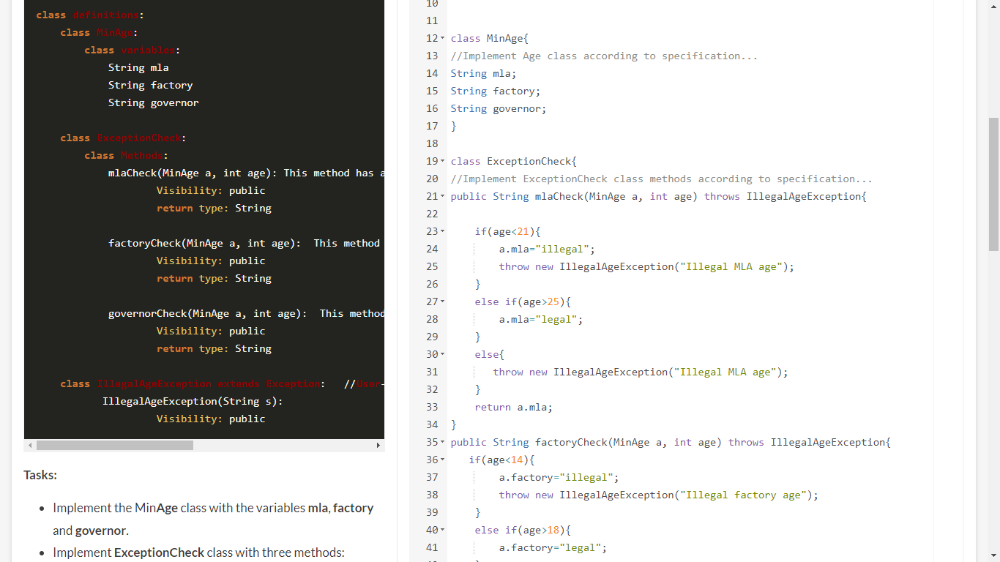 class definitions:
class MinAge:
class variables:
String mla
String factory
String governor
class ExceptionCheck:
class Methods:
mlaCheck(MinAge a, int age): This method has a
Visibility: public
return type: String
factoryCheck(MinAge a, int age):  This method
Visibility: public
return type: String
governorCheck(MinAge a, int age):  This method
Visibility: public
return type: String
class IllegalAgeException extends Exception:   //User-
IllegalAgeException(String s):
Visibility: public
Tasks:
• Implement the MinAge class with the variables mla, factory
and governor.
• Implement ExceptionCheck class with three methods:
10
11
12 class MinAge{
13 //Implement Age class according to specification...
14 String mla;
15 String factory;
16 String governor;
17 }
18
19 class ExceptionCheck{
20 //Implement ExceptionCheck class methods according to specification...
21 public String mlaCheck(MinAge a, int age) throws IllegalAgeException{
22
23 if(age<21){
24 a.mla="illegal";
25 throw new IllegalAgeException("Illegal MLA age");
26 }
27 else if(age>25){
28 a.mla="legal";
29 }
30 else{
31 throw new IllegalAgeException("Illegal MLA age");
32 }
33 return a.mla;
34 }
35 public String factoryCheck(MinAge a, int age) throws IllegalAgeException{
36 if(age<14){
37 a.factory="illegal";
38 throw new IllegalAgeException("Illegal factory age");
39 }
40 else if(age>18){
41 a.factory="legal";